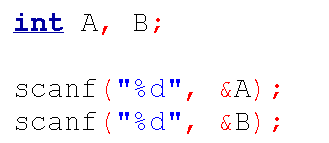 int A, B;
scanf("%d", &A);
scanf("%d", &B);